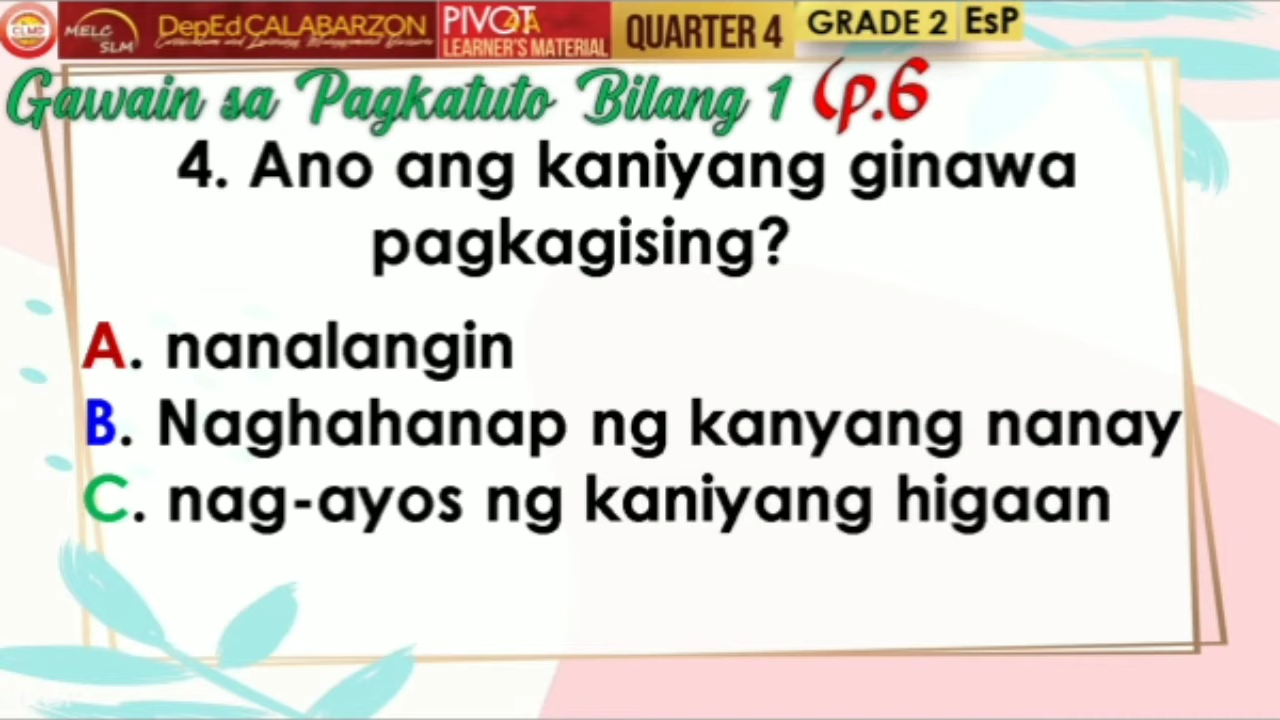 MELC
SLM
DepEd CALABARZON
PIVOT 4A
LEARNER'S MATERIAL
QUARTER 4
GRADE 2
EsP
Gawain sa Pagkatuto Bilang 1 (p.6
4. Ano ang kaniyang ginawa
pagkagising?
A. nanalangin
B. Naghahanap ng kanyang nanay
C. nag-ayos ng kaniyang higaan